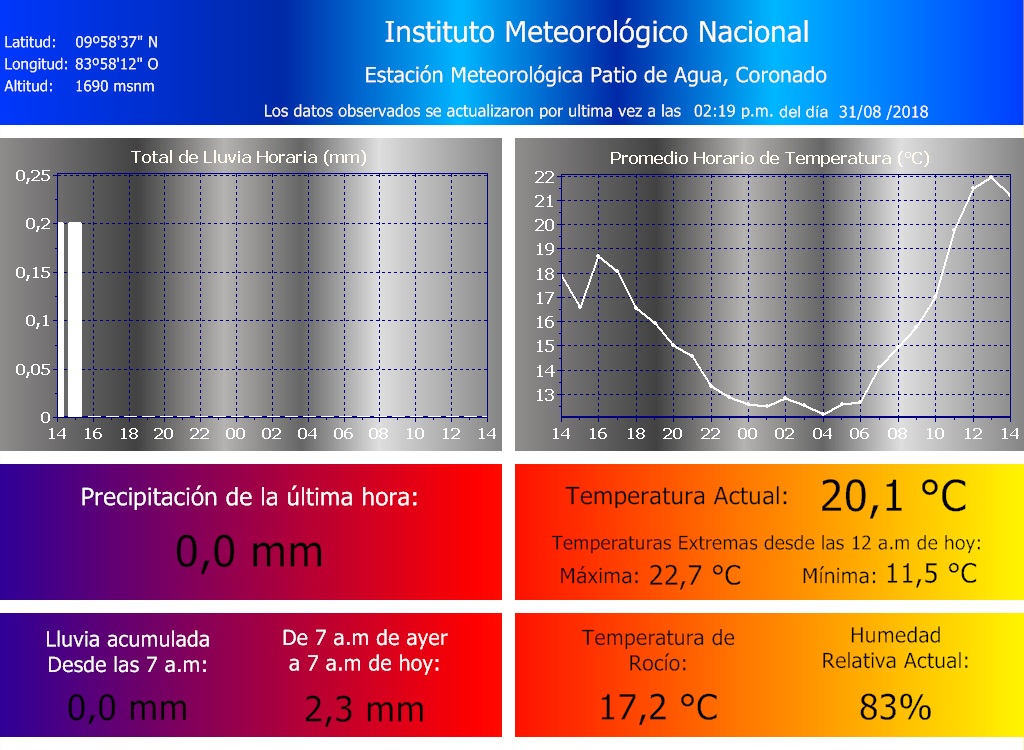 Instituto Meteorológico Nacional
Latitud: 09º58'37" N
Longitud: 83º58'12" O
Altitud: 1690 msnm
Estación Meteorológica Patio de Agua, Coronado
Los datos observados se actualizaron por ultima vez a las 02:19 p.m. del día 31/08 /2018
Total de Lluvia Horaria (mm)
0,25
0,2
0,15
0,1
0,05
0
14 16 18 20 22 00 02 04 06 08 10 12 14
Promedio Horario de Temperatura (°C)
22
21
20
19
18
17
16
15
14
13
14 16 18 20 22 00 02 04 06 08 10 12 14
Precipitación de la última hora:
0,0 mm
Temperatura Actual: 20,1 °C
Temperaturas Extremas desde las 12 a.m de hoy:
Máxima: 22,7 °C Mínima: 11,5 °C
Lluvia acumulada
Desde las 7 a.m:
0,0 mm
De 7 a.m de ayer
a 7 a.m de hoy:
2,3 mm
Temperatura de
Rocío:
17,2 °C
Humedad
Relativa Actual:
83%